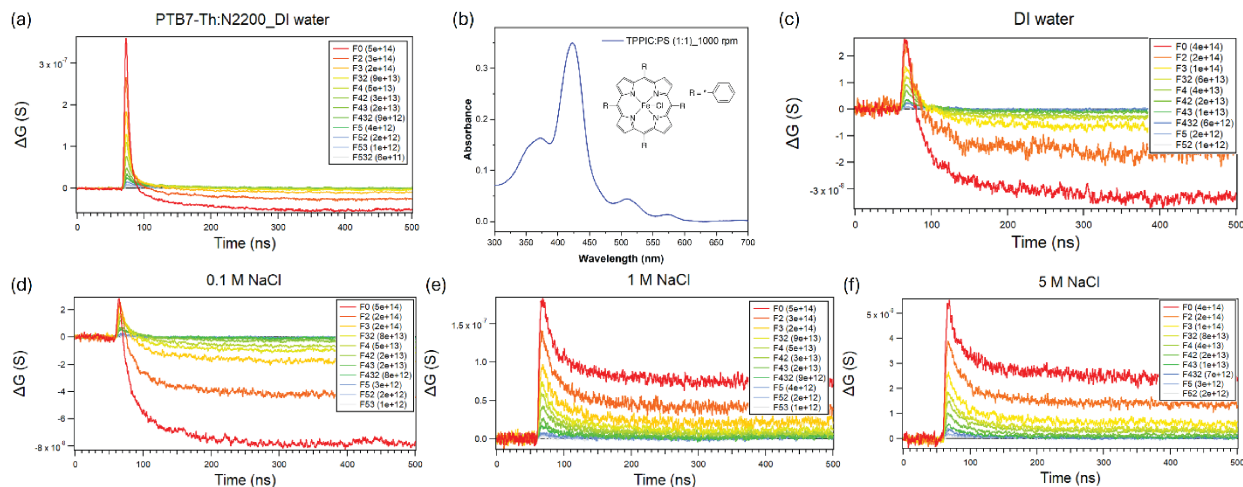 (a)
PTB7-Th:N2200_DI water
3 x 10⁻⁷
0
ΔG (S)
F0 (5e+14)
F2 (3e+14)
F3 (2e+14)
F32 (9e+13)
F4 (5e+13)
F42 (3e+13)
F43 (2e+13)
F432 (9e+12)
F5 (4e+12)
F52 (2e+12)
F53 (1e+12)
F532 (6e+11)
0 100 200 300 400 500
Time (ns)
(b)
0.3
0.2
0.1
0.0
Absorbance
TPPIC:PS (1:1)_1000 rpm
R
R
R
R
N
N
N
N
Fe
Cl
R =
*
300 350 400 450 500 550 600 650 700
Wavelength (nm)
(c)
DI water
2
1
0
-1
-2
ΔG (S)
F0 (4e+14)
F2 (2e+14)
F3 (1e+14)
F32 (6e+13)
F4 (4e+13)
F42 (2e+13)
F43 (1e+13)
F432 (6e+12)
F5 (2e+12)
F52 (1e+12)
0 100 200 300 400 500
Time (ns)
(d)
0.1 M NaCl
2
0
-2
-4
-6
ΔG (S)
F0 (5e+14)
F2 (2e+14)
F3 (2e+14)
F32 (8e+13)
F4 (5e+13)
F42 (2e+13)
F43 (2e+13)
F432 (8e+12)
F5 (3e+12)
F52 (2e+12)
F53 (1e+12)
0 100 200 300 400 500
Time (ns)
(e)
1 M NaCl
1.5 x 10⁻⁷
1.0
0.5
0.0
ΔG (S)
F0 (5e+14)
F2 (3e+14)
F3 (2e+14)
F32 (9e+13)
F4 (5e+13)
F42 (3e+13)
F43 (2e+13)
F432 (9e+12)
F5 (4e+12)
F52 (2e+12)
F53 (1e+12)
0 100 200 300 400 500
Time (ns)
(f)
5 M NaCl
4
3
2
1
0
ΔG (S)
F0 (4e+14)
F2 (2e+14)
F3 (1e+14)
F32 (8e+13)
F4 (4e+13)
F42 (2e+13)
F43 (1e+13)
F432 (7e+12)
F5 (3e+12)
F52 (2e+12)
0 100 200 300 400 500
Time (ns)